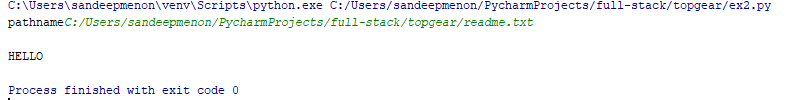 C:\Users\sandeepmenon\venv\Scripts\python.exe C:/Users/sandeepmenon/PycharmProjects/full-stack/topgear/ex2.py
pathnameC:/Users/sandeepmenon/PycharmProjects/full-stack/topgear/readme.txt
HELLO
Process finished with exit code 0